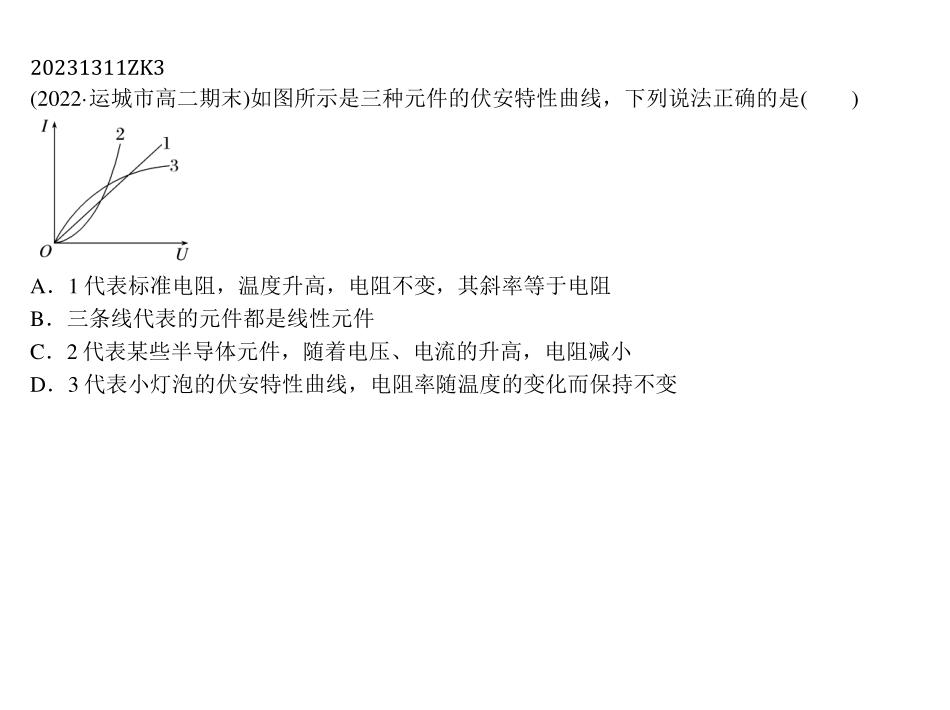 20231311ZK3
(2022·运城市高二期末)如图所示是三种元件的伏安特性曲线，下列说法正确的是(　　)
I
2
1
3
O
U
A．1 代表标准电阻，温度升高，电阻不变，其斜率等于电阻
B．三条线代表的元件都是线性元件
C．2 代表某些半导体元件，随着电压、电流的升高，电阻减小
D．3 代表小灯泡的伏安特性曲线，电阻率随温度的变化而保持不变